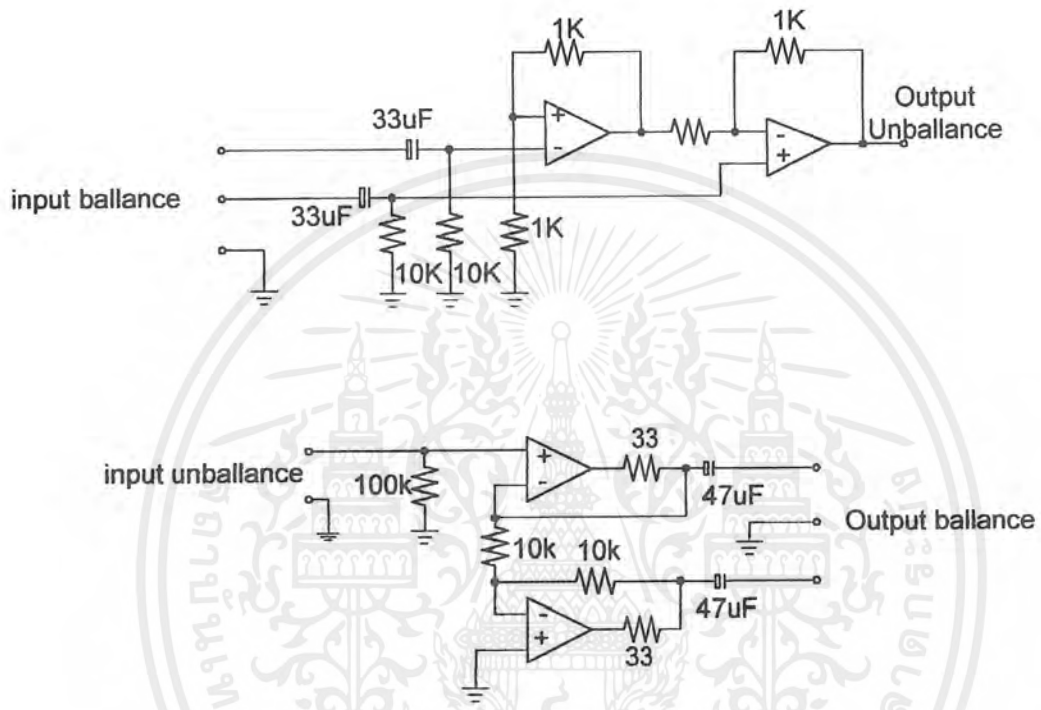 1K
1K
33uF
+
-
Output
Unballance
-
+
input ballance
33uF
10K
10K
1K
input unballance
100k
+
-
33
47uF
Output ballance
10k
10k
-
+
33
47uF